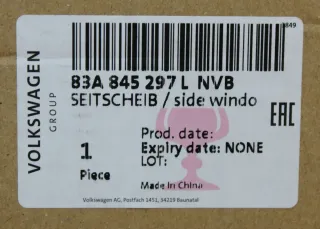 VOLKSWAGEN
GROUP
83A 845 297 L NVB
SEITSCHEIB / side windo
EAC
Prod. date:
1
Expiry date: NONE
LOT:
Piece
Made In China
Volkswagen AG, Postfach 1451, 34219 Baunatal